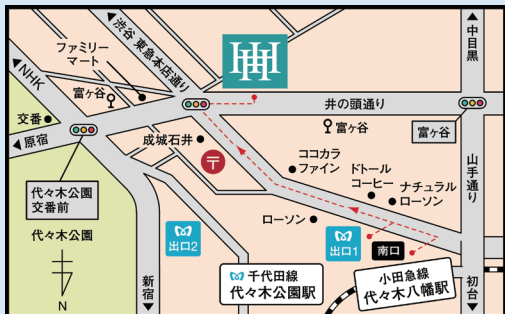 渋谷 東急本店通り
中目黒
HH
ファミリー
マート
NHK
富ヶ谷
井の頭通り
交番
原宿
成城石井
富ヶ谷
富ヶ谷
〒
ココカラ
ファイン
ドトール
コーヒー
ナチュラル
ローソン
山手通り
代々木公園
交番前
代々木公園
ローソン
出口2
出口1
南口
千代田線
代々木公園駅
小田急線
代々木八幡駅
新宿
初台
N